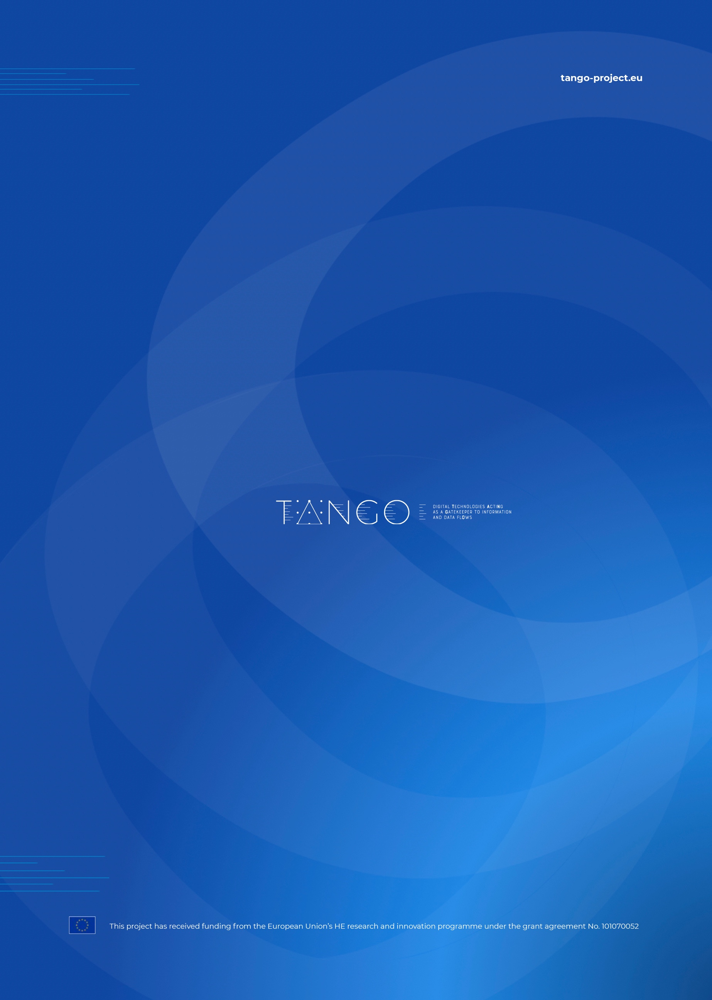 tango-project.eu
TANGO
DIGITAL TECHNOLOGIES ACTING
AS A GATEKEEPER TO INFORMATION
AND DATA FLOWS
This project has received funding from the European Union’s HE research and innovation programme under the grant agreement No. 101070052